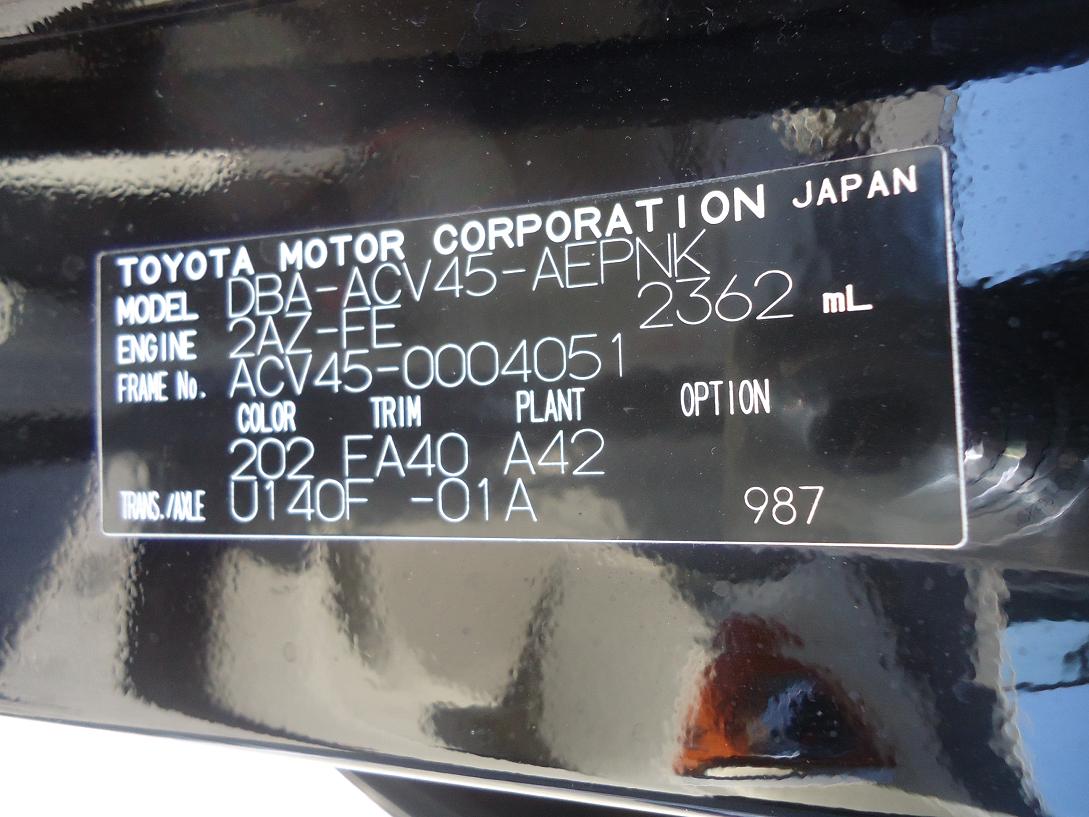 TOYOTA MOTOR CORPORATION JAPAN
MODEL DBA-ACV45-AEPNK
ENGINE 2AZ-FE 2362 mL
FRAME No. ACV45-0004051
COLOR TRIM PLANT OPTION
202 FA40 A42
TRANS./AXLE U140F -01A 987